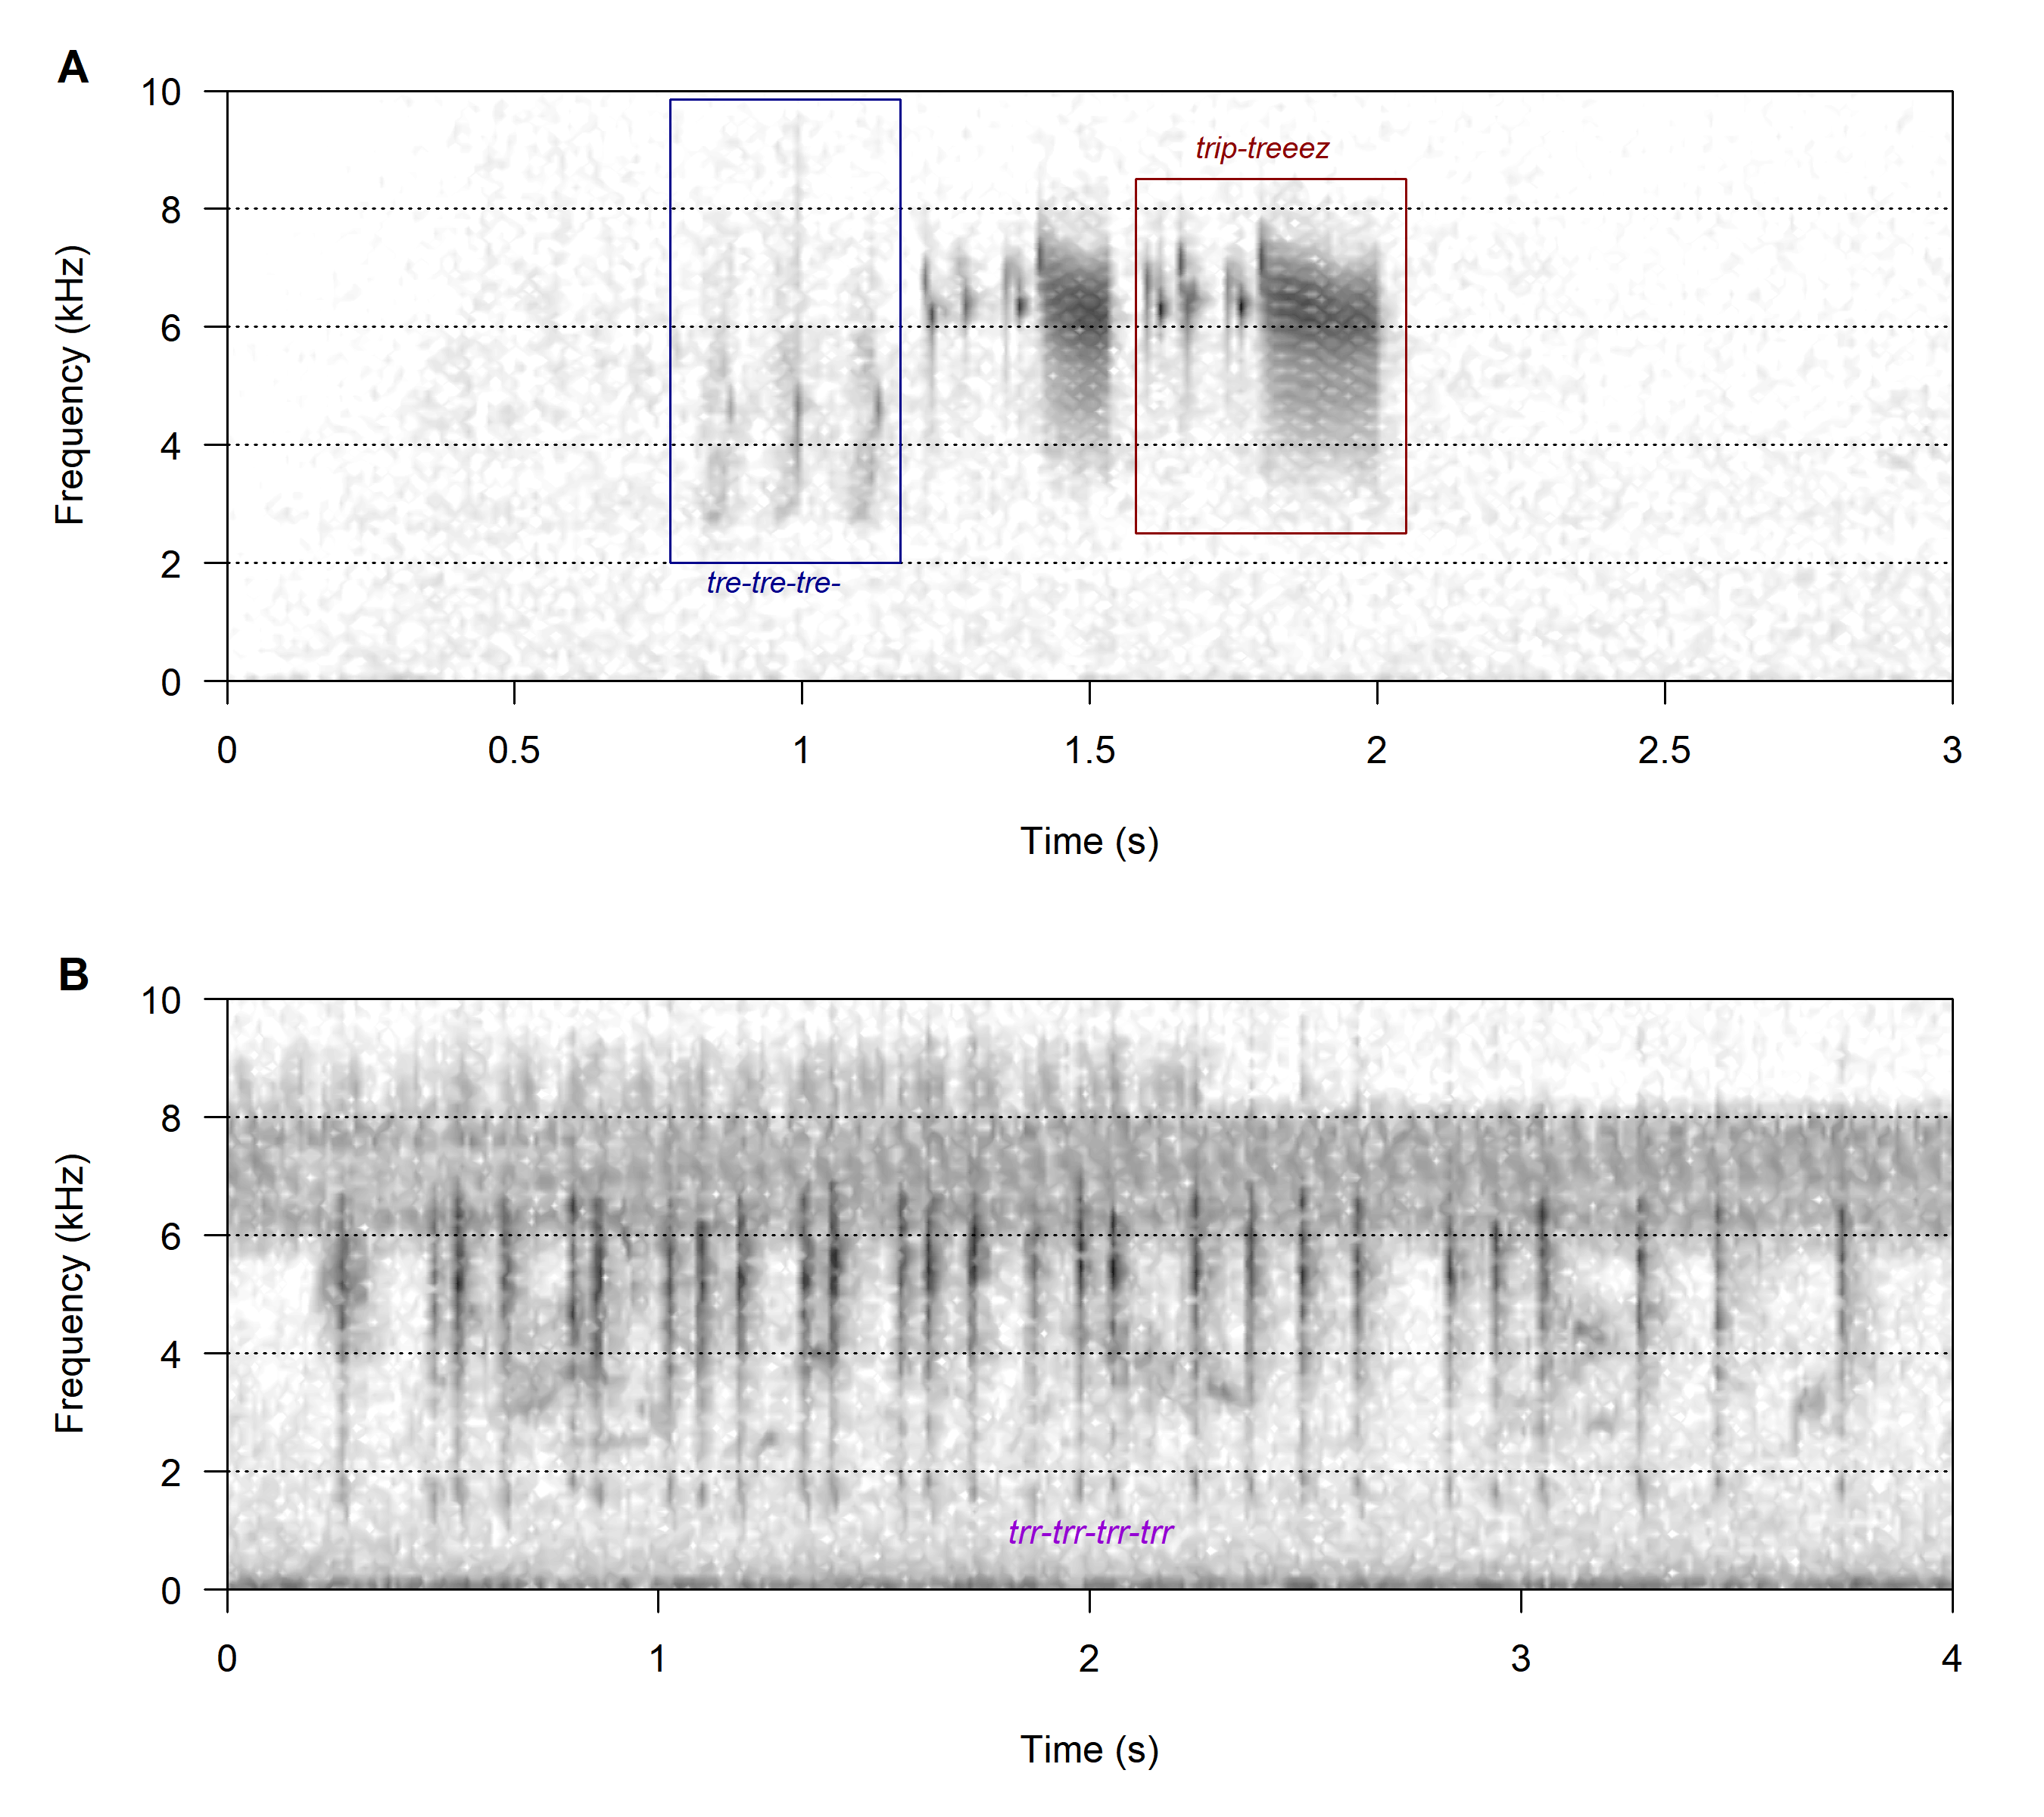 A
10
trip-treeez
8
6
4
2
tre-tre-tre-
0
Frequency (kHz)
0 0.5 1 1.5 2 2.5 3
Time (s)
B
10
8
6
4
2
trr-trr-trr-trr
0
Frequency (kHz)
0 1 2 3 4
Time (s)